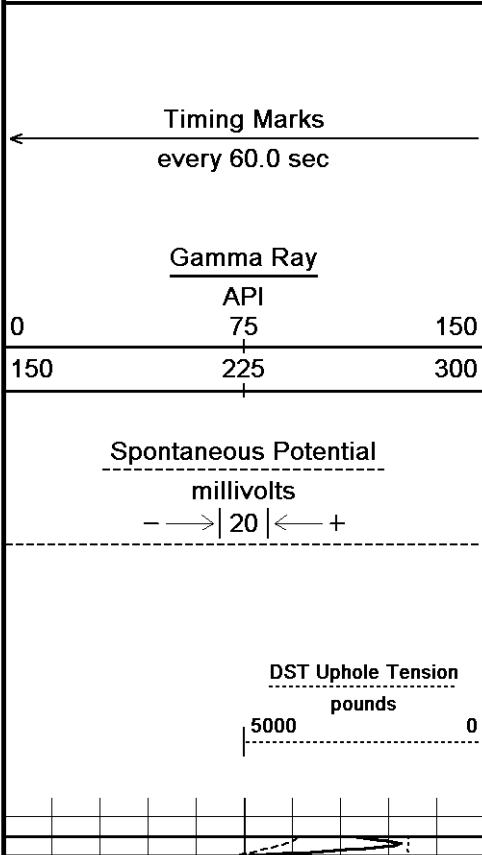 Timing Marks
every 60.0 sec
Gamma Ray
API
0 75 150
150 225 300
Spontaneous Potential
millivolts
− → | 20 | ← +
DST Uphole Tension
pounds
5000 0